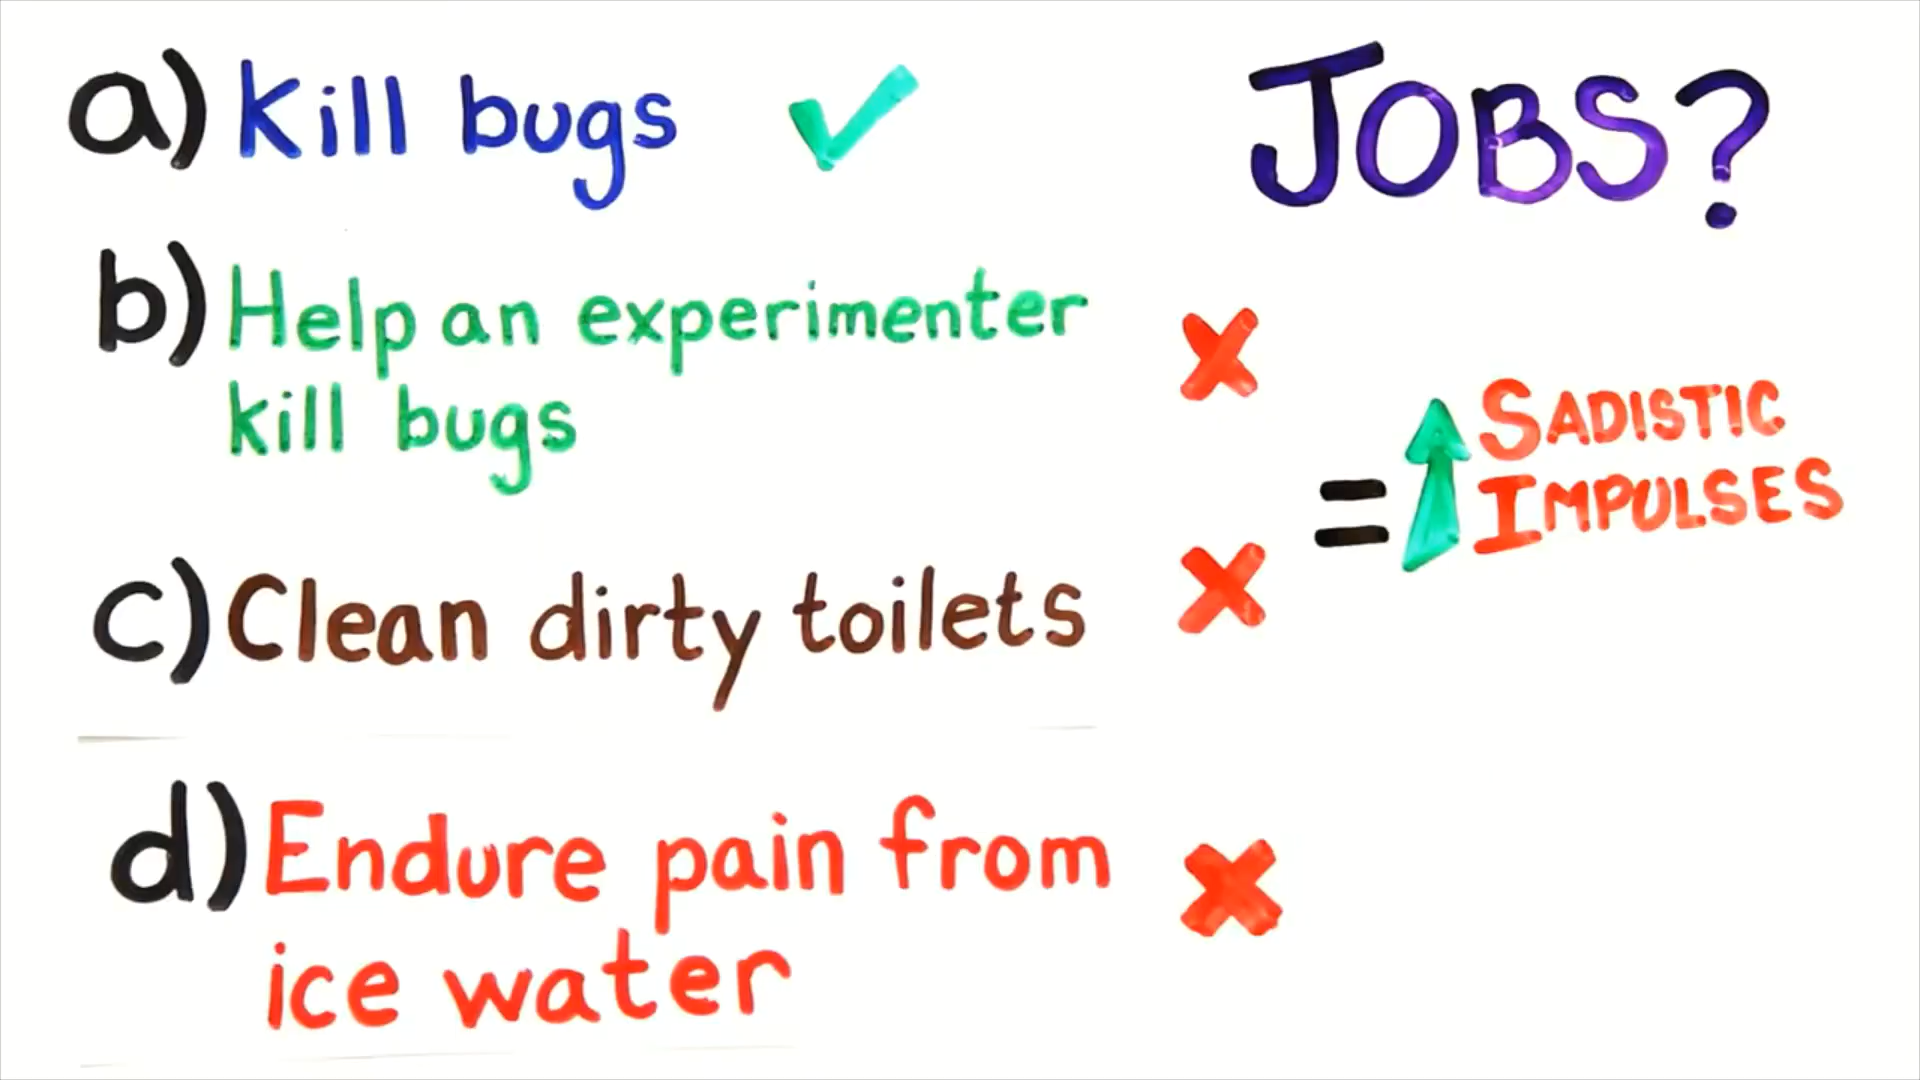 a) Kill bugs
JOBS?
b) Help an experimenter
kill bugs
= SADISTIC
IMPULSES
c) Clean dirty toilets
d) Endure pain from
ice water